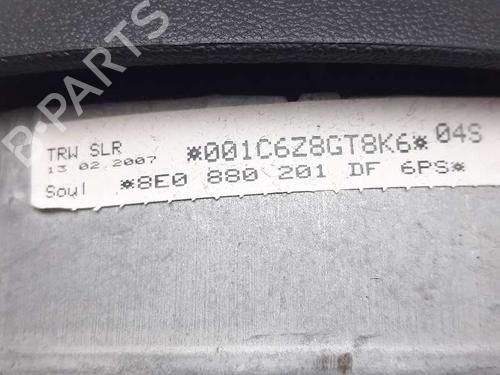 TRW SLR *001C6Z8GT8K6* 04S
13 02 2007
Soul *8E0 880 201 DF 6PS*
B-PARTS